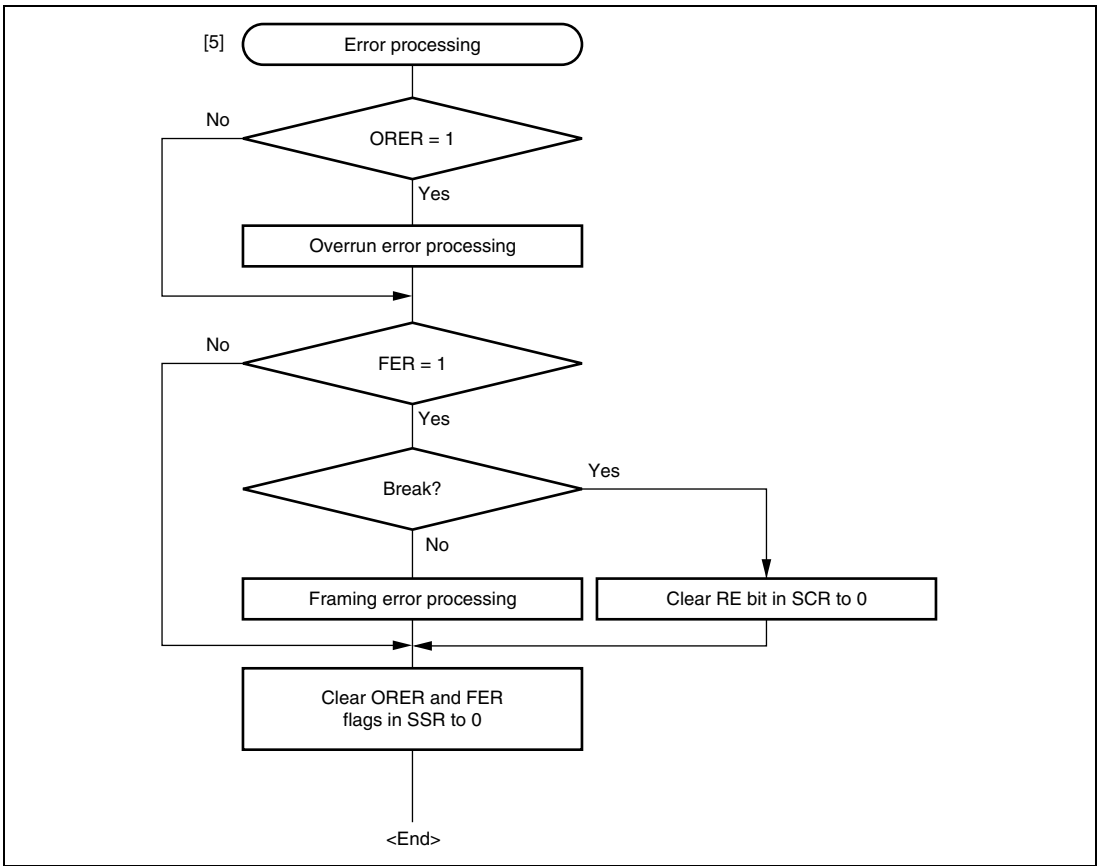 [5]
Error processing
No
ORER = 1
Yes
Overrun error processing
No
FER = 1
Yes
Break?
Yes
No
Framing error processing
Clear RE bit in SCR to 0
Clear ORER and FER
flags in SSR to 0
<End>